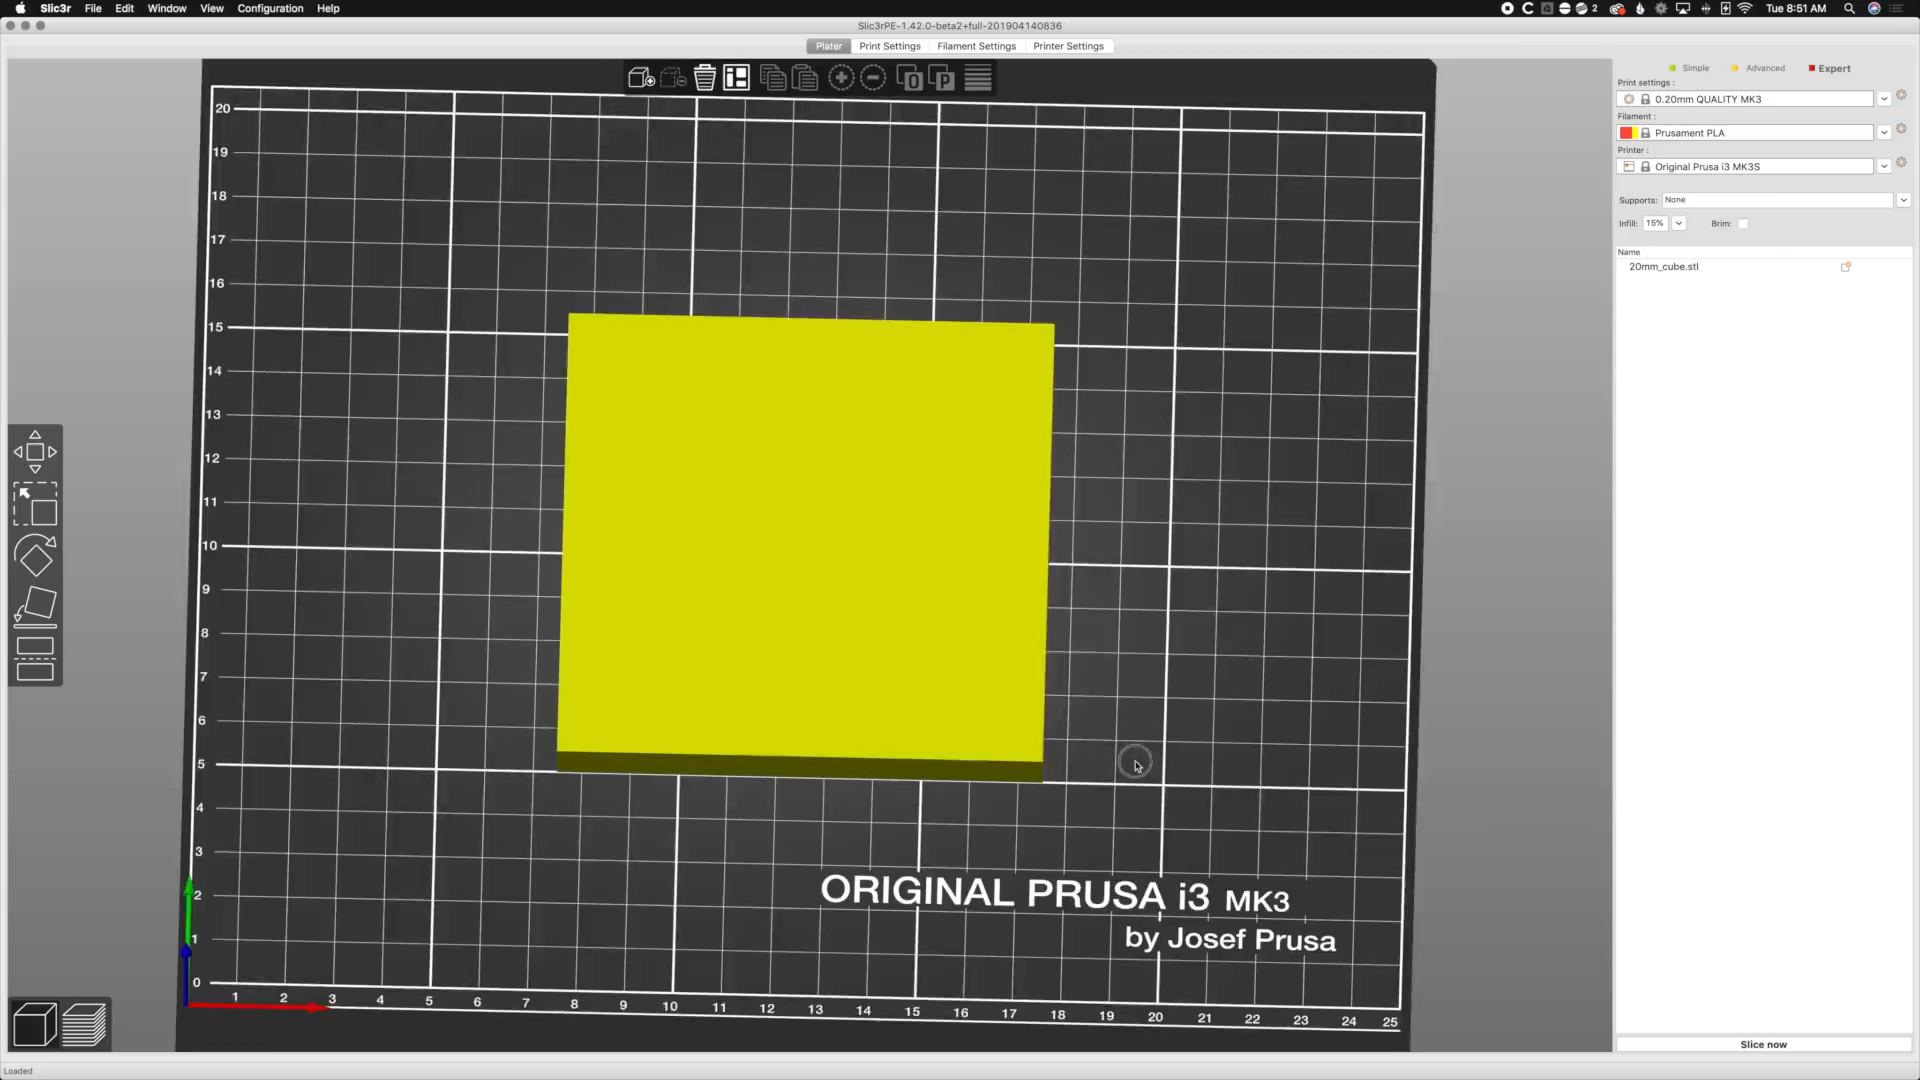 Slic3r File Edit Window View Configuration Help 2 Tue 8:51 AM
Slic3rPE-1.42.0-beta2+full-201904140836
Plater Print Settings Filament Settings Printer Settings
O P
Simple Advanced Expert
Print settings :
0.20mm QUALITY MK3
Filament :
Prusament PLA
Printer :
Original Prusa i3 MK3S
Supports: None
Infill: 15% Brim:
Name
20mm_cube.stl
20
19
18
17
16
15
14
13
12
11
10
9
8
7
6
5
4
3
2
1
0
ORIGINAL PRUSA i3 MK3
by Josef Prusa
1 2 3 4 5 6 7 8 9 10 11 12 13 14 15 16 17 18 19 20 21 22 23 24 25
Slice now
Loaded